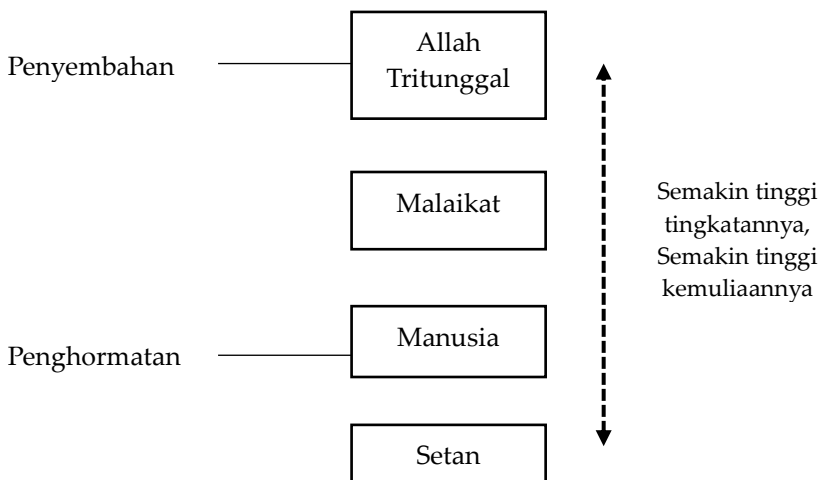 Allah
Tritunggal
Penyembahan
Malaikat
Semakin tinggi
tingkatannya,
Semakin tinggi
kemuliaannya
Manusia
Penghormatan
Setan